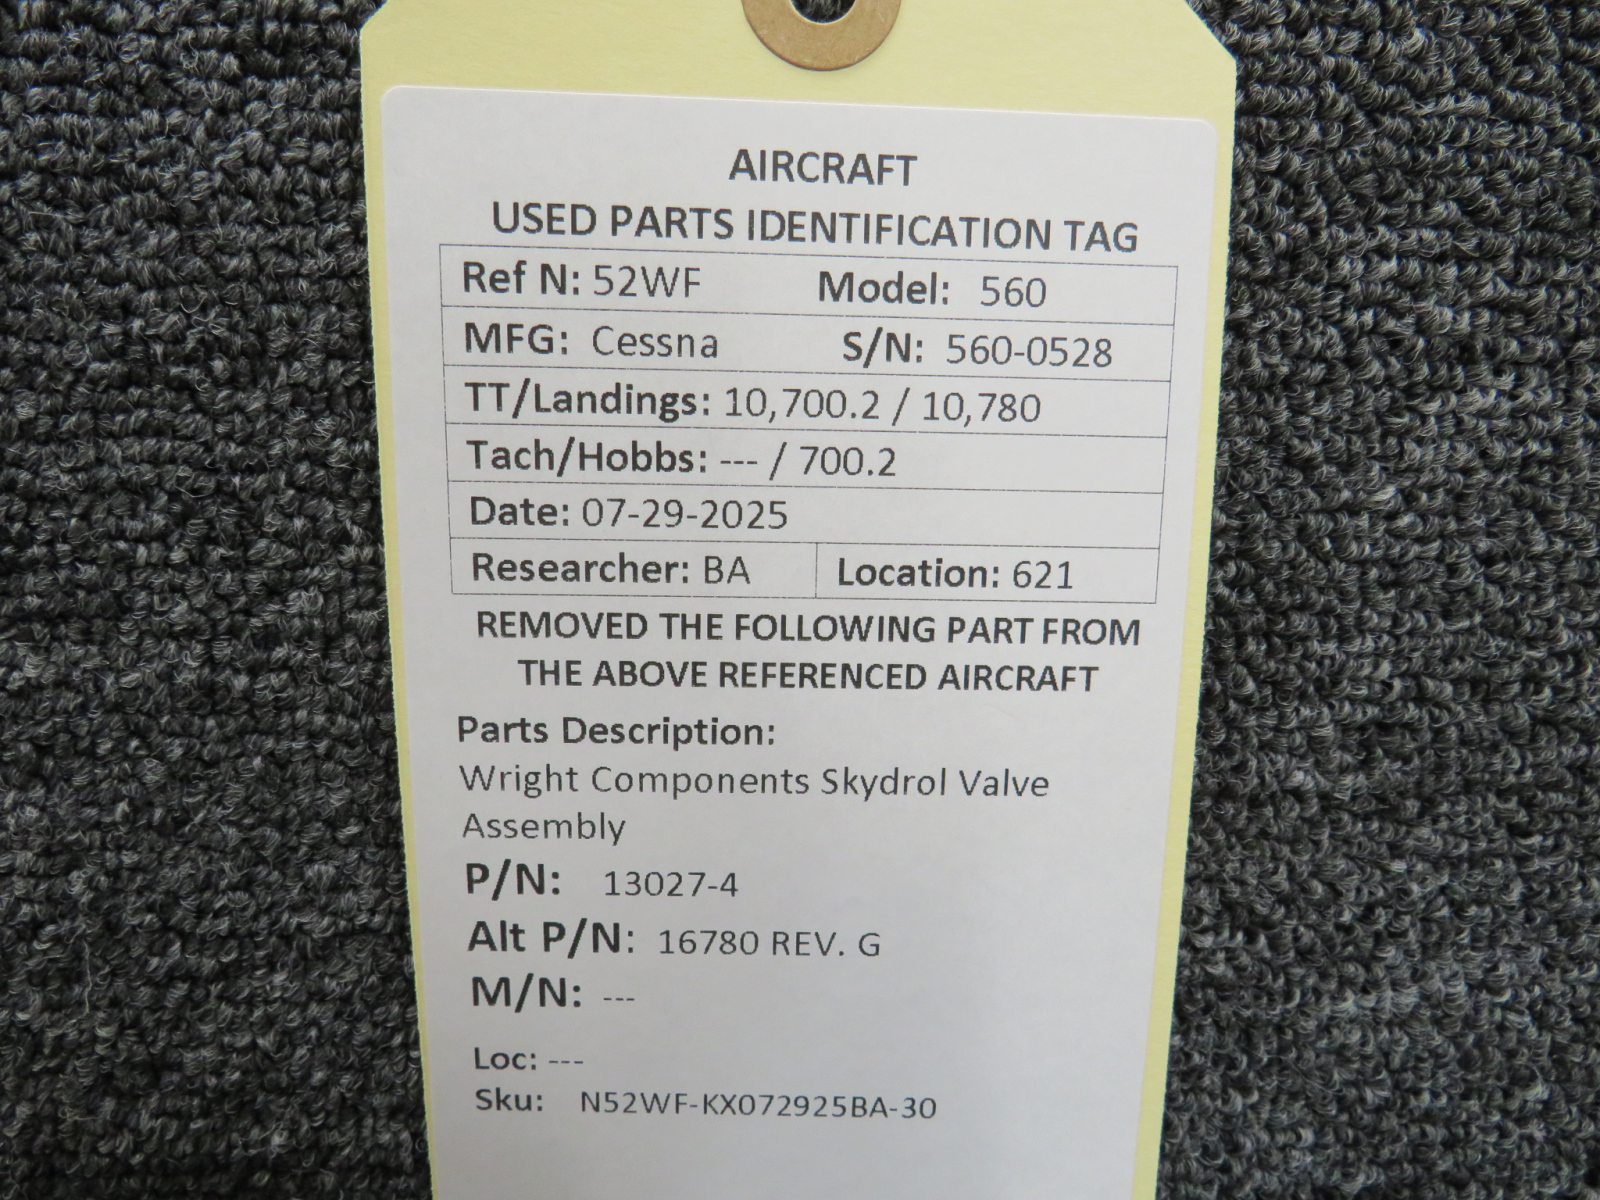 AIRCRAFT
USED PARTS IDENTIFICATION TAG
Ref N: 52WF Model: 560
MFG: Cessna S/N: 560-0528
TT/Landings: 10,700.2 / 10,780
Tach/Hobbs: --- / 700.2
Date: 07-29-2025
Researcher: BA Location: 621
REMOVED THE FOLLOWING PART FROM
THE ABOVE REFERENCED AIRCRAFT
Parts Description:
Wright Components Skydrol Valve
Assembly
P/N: 13027-4
Alt P/N: 16780 REV. G
M/N: ---
Loc: ---
Sku: N52WF-KX072925BA-30